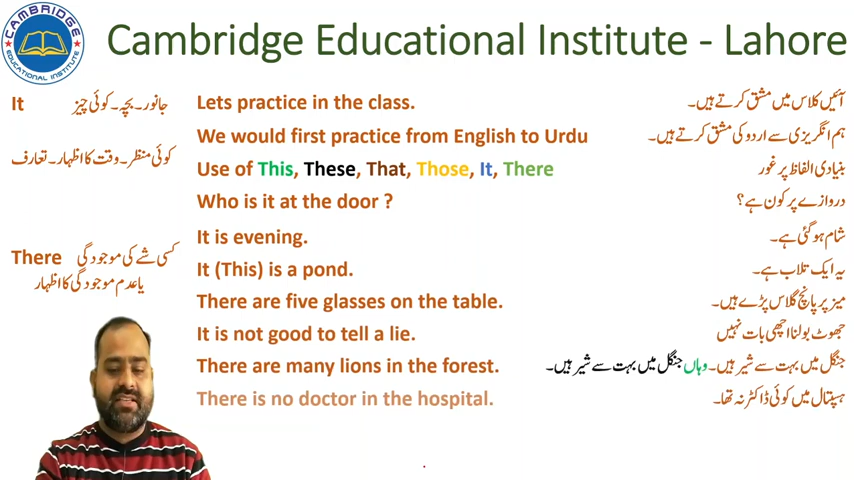 CAMBRIDGE
EDUCATIONAL INSTITUTE
Cambridge Educational Institute - Lahore
It جانور۔ بچہ۔ کوئی چیز
کوئی منظر۔ وقت کا اظہار۔ تعارف
There کسی شے کی موجودگی
یا عدم موجودگی کا اظہار
Lets practice in the class. آئیں کلاس میں مشق کرتے ہیں۔
We would first practice from English to Urdu ہم انگریزی سے اردو کی مشق کرتے ہیں۔
Use of This, These, That, Those, It, There بنیادی الفاظ پر غور
Who is it at the door ? دروازے پر کون ہے؟
It is evening. شام ہو گئی ہے۔
It (This) is a pond. یہ ایک تلاب ہے۔
There are five glasses on the table. میز پر پانچ گلاس پڑے ہیں۔
It is not good to tell a lie. جھوٹ بولنا اچھی بات نہیں
There are many lions in the forest. جنگل میں بہت سے شیر ہیں۔ وہاں جنگل میں بہت سے شیر ہیں۔
There is no doctor in the hospital. ہسپتال میں کوئی ڈاکٹر نہ تھا۔